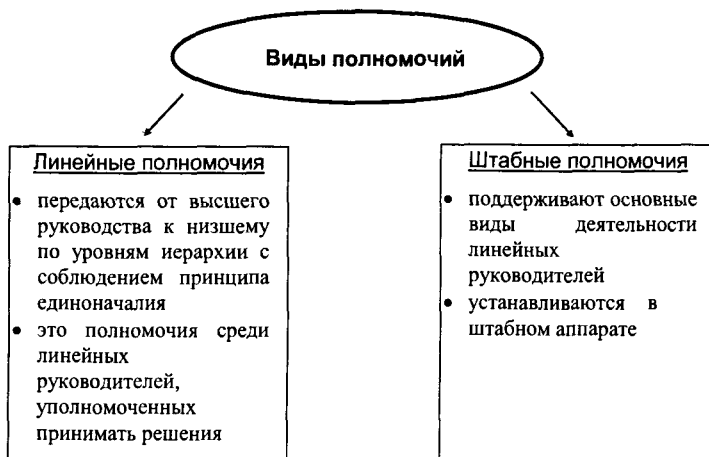 Виды полномочий
Линейные полномочия
• передаются от высшего
руководства к низшему
по уровням иерархии с
соблюдением принципа
единоначалия
• это полномочия среди
линейных
руководителей,
уполномоченных
принимать решения
Штабные полномочия
• поддерживают основные
виды деятельности
линейных
руководителей
• устанавливаются в
штабном аппарате